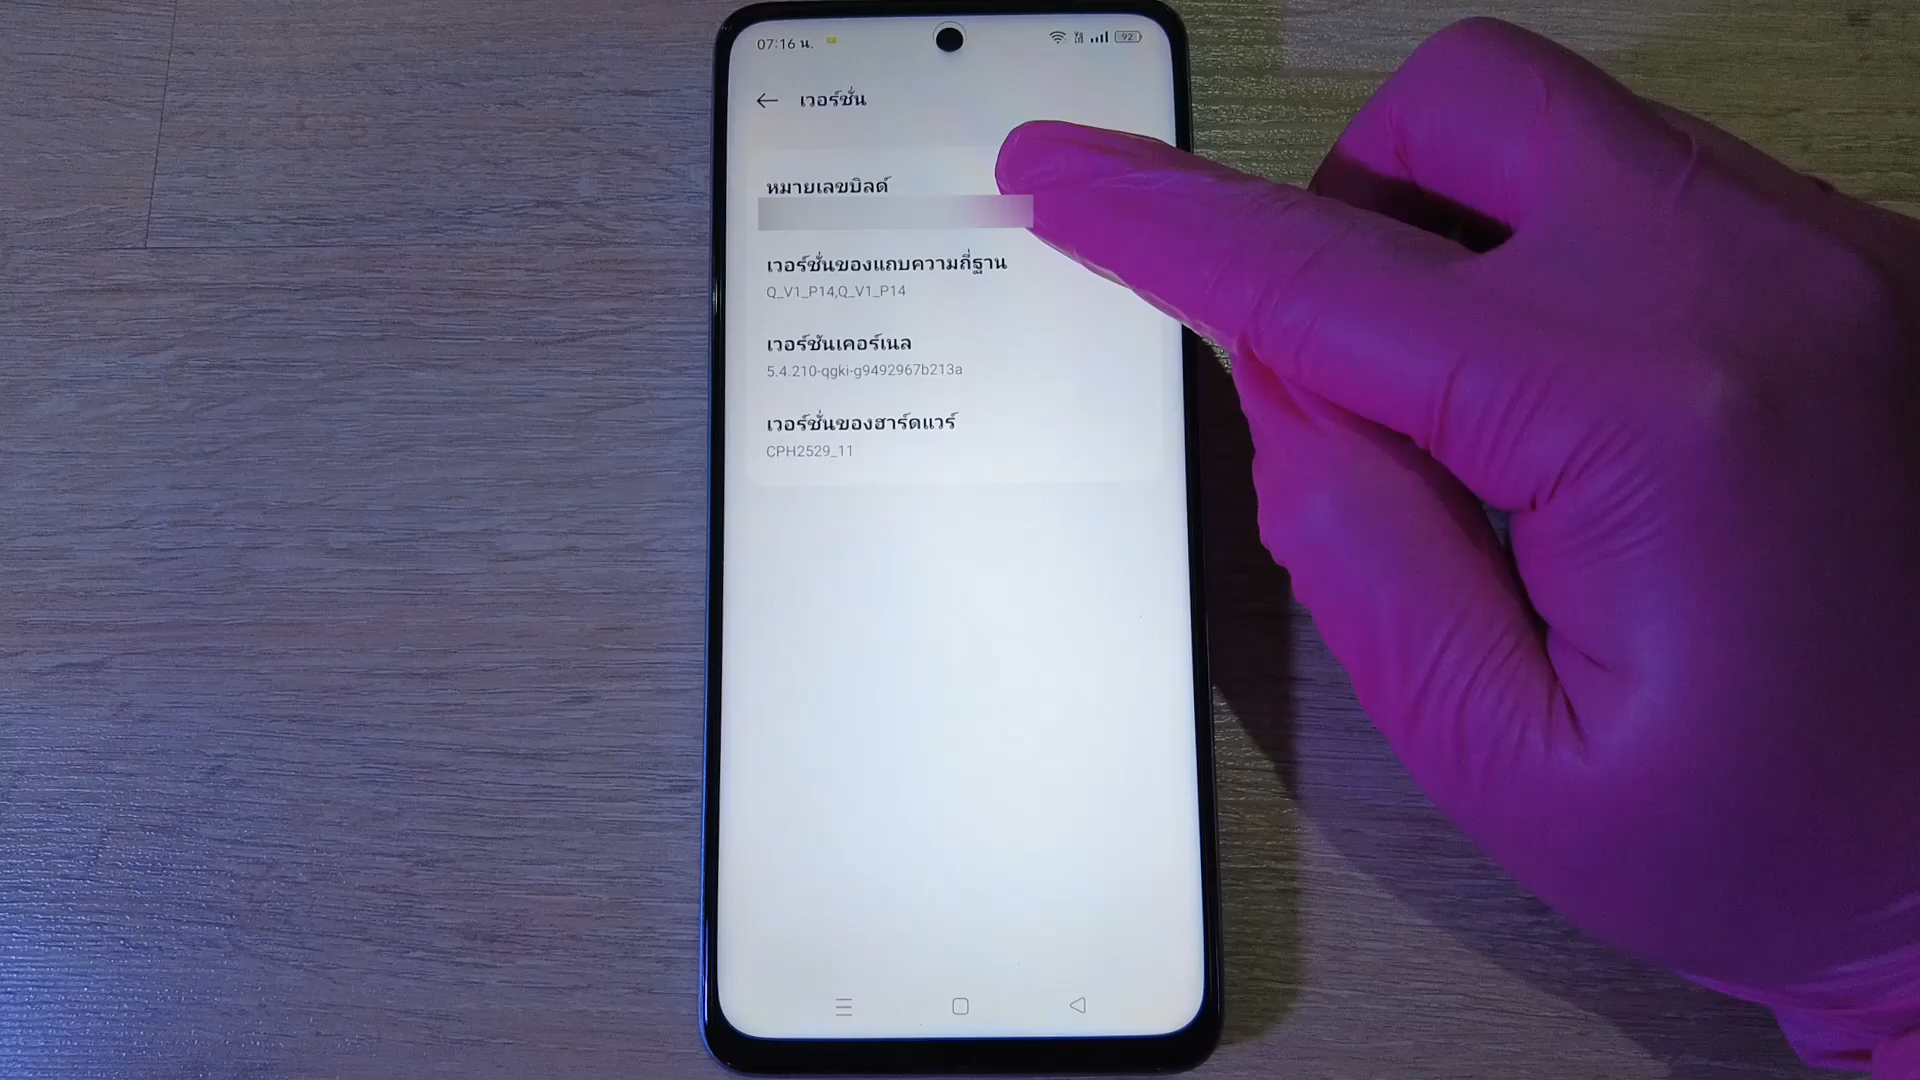 07:16 น.
92
เวอร์ชั่น
หมายเลขบิลด์
เวอร์ชั่นของแถบความถี่ฐาน
Q_V1_P14,Q_V1_P14
เวอร์ชันเคอร์เนล
5.4.210-qgki-g9492967b213a
เวอร์ชั่นของฮาร์ดแวร์
CPH2529_11